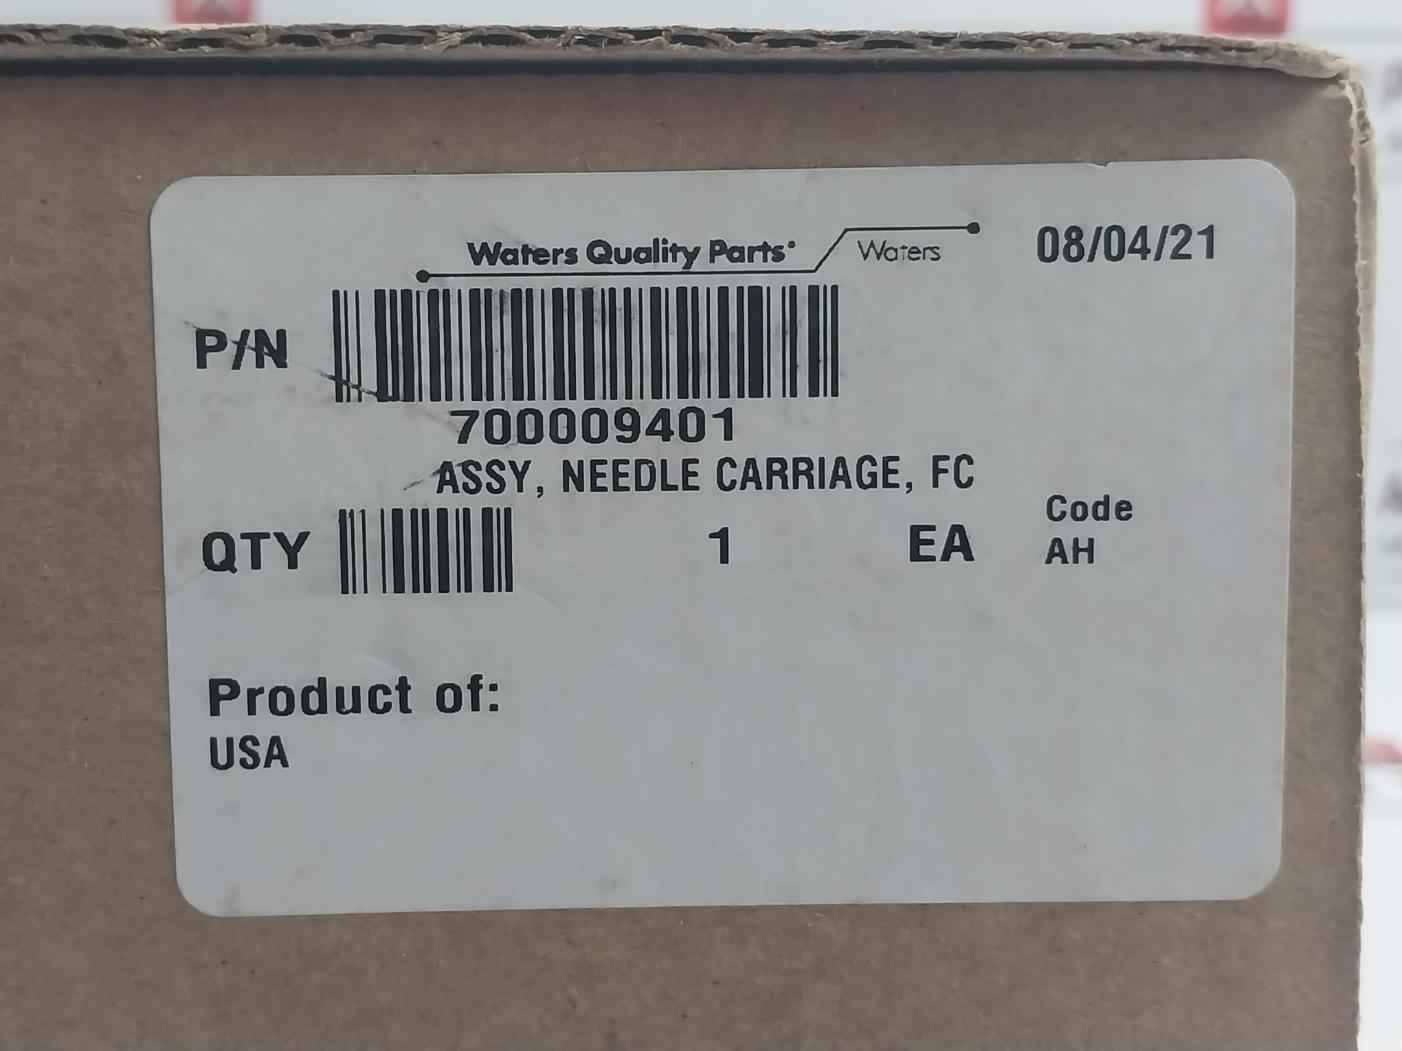 Waters Quality Parts
Waters
08/04/21
P/N
700009401
ASSY, NEEDLE CARRIAGE, FC
QTY 1 EA
Code
AH
Product of:
USA